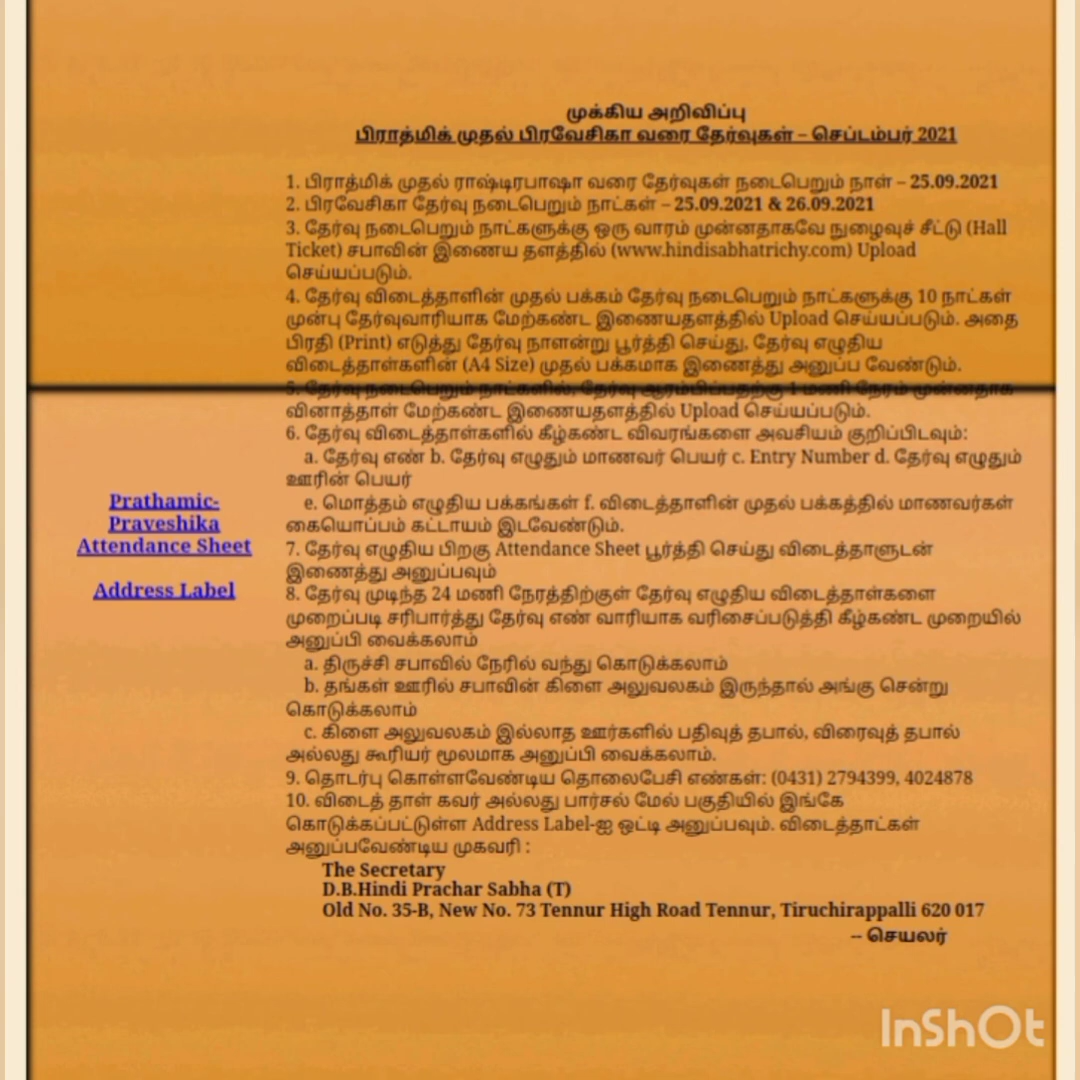 முக்கிய அறிவிப்பு
பிராத்மிக் முதல் பிரவேசிகா வரை தேர்வுகள் – செப்டம்பர் 2021
1. பிராத்மிக் முதல் ராஷ்டிரபாஷா வரை தேர்வுகள் நடைபெறும் நாள் – 25.09.2021
2. பிரவேசிகா தேர்வு நடைபெறும் நாட்கள் – 25.09.2021 & 26.09.2021
3. தேர்வு நடைபெறும் நாட்களுக்கு ஒரு வாரம் முன்னதாகவே நுழைவுச் சீட்டு (Hall
Ticket) சபாவின் இணைய தளத்தில் (www.hindisabhatrichy.com) Upload
செய்யப்படும்.
4. தேர்வு விடைத்தாளின் முதல் பக்கம் தேர்வு நடைபெறும் நாட்களுக்கு 10 நாட்கள்
முன்பு தேர்வுவாரியாக மேற்கண்ட இணையதளத்தில் Upload செய்யப்படும். அதை
பிரதி (Print) எடுத்து தேர்வு நாளன்று பூர்த்தி செய்து, தேர்வு எழுதிய
விடைத்தாள்களின் (A4 Size) முதல் பக்கமாக இணைத்து அனுப்ப வேண்டும்.
5. தேர்வு நடைபெறும் நாட்களில், தேர்வு ஆரம்பிப்பதற்கு 1 மணி நேரம் முன்னதாக
வினாத்தாள் மேற்கண்ட இணையதளத்தில் Upload செய்யப்படும்.
6. தேர்வு விடைத்தாள்களில் கீழ்கண்ட விவரங்களை அவசியம் குறிப்பிடவும்:
a. தேர்வு எண் b. தேர்வு எழுதும் மாணவர் பெயர் c. Entry Number d. தேர்வு எழுதும்
ஊரின் பெயர்
e. மொத்தம் எழுதிய பக்கங்கள் f. விடைத்தாளின் முதல் பக்கத்தில் மாணவர்கள்
கையொப்பம் கட்டாயம் இடவேண்டும்.
7. தேர்வு எழுதிய பிறகு Attendance Sheet பூர்த்தி செய்து விடைத்தாளுடன்
இணைத்து அனுப்பவும்
8. தேர்வு முடிந்த 24 மணி நேரத்திற்குள் தேர்வு எழுதிய விடைத்தாள்களை
முறைப்படி சரிபார்த்து தேர்வு எண் வாரியாக வரிசைப்படுத்தி கீழ்கண்ட முறையில்
அனுப்பி வைக்கலாம்
a. திருச்சி சபாவில் நேரில் வந்து கொடுக்கலாம்
b. தங்கள் ஊரில் சபாவின் கிளை அலுவலகம் இருந்தால் அங்கு சென்று
கொடுக்கலாம்
c. கிளை அலுவலகம் இல்லாத ஊர்களில் பதிவுத் தபால், விரைவுத் தபால்
அல்லது கூரியர் மூலமாக அனுப்பி வைக்கலாம்.
9. தொடர்பு கொள்ளவேண்டிய தொலைபேசி எண்கள்: (0431) 2794399, 4024878
10. விடைத் தாள் கவர் அல்லது பார்சல் மேல் பகுதியில் இங்கே
கொடுக்கப்பட்டுள்ள Address Label-ஐ ஒட்டி அனுப்பவும். விடைத்தாட்கள்
அனுப்பவேண்டிய முகவரி :
The Secretary
D.B.Hindi Prachar Sabha (T)
Old No. 35-B, New No. 73 Tennur High Road Tennur, Tiruchirappalli 620 017
-- செயலர்
Prathamic-
Praveshika
Attendance Sheet
Address Label
InShOt